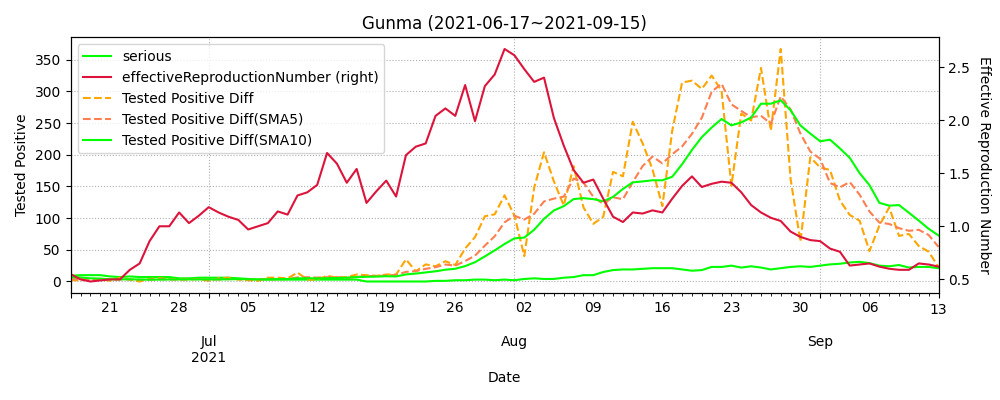 Gunma (2021-06-17~2021-09-15)
serious
effectiveReproductionNumber (right)
Tested Positive Diff
Tested Positive Diff(SMA5)
Tested Positive Diff(SMA10)
Tested Positive
350
300
250
200
150
100
50
0
Effective Reproduction Number
2.5
2.0
1.5
1.0
0.5
21 28 05 12 19 26 02 09 16 23 30 06 13
Jul Aug Sep
2021
Date